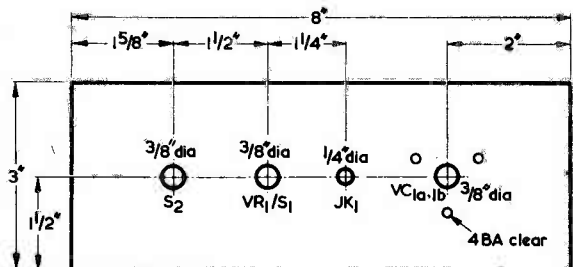 8"
1 5/8" 1 1/2" 1 1/4" 2"
3/8" dia 3/8" dia 1/4" dia
3"
S2 VR1/S1 JK1 VC1a,1b 3/8" dia
1 1/2"
4BA clear